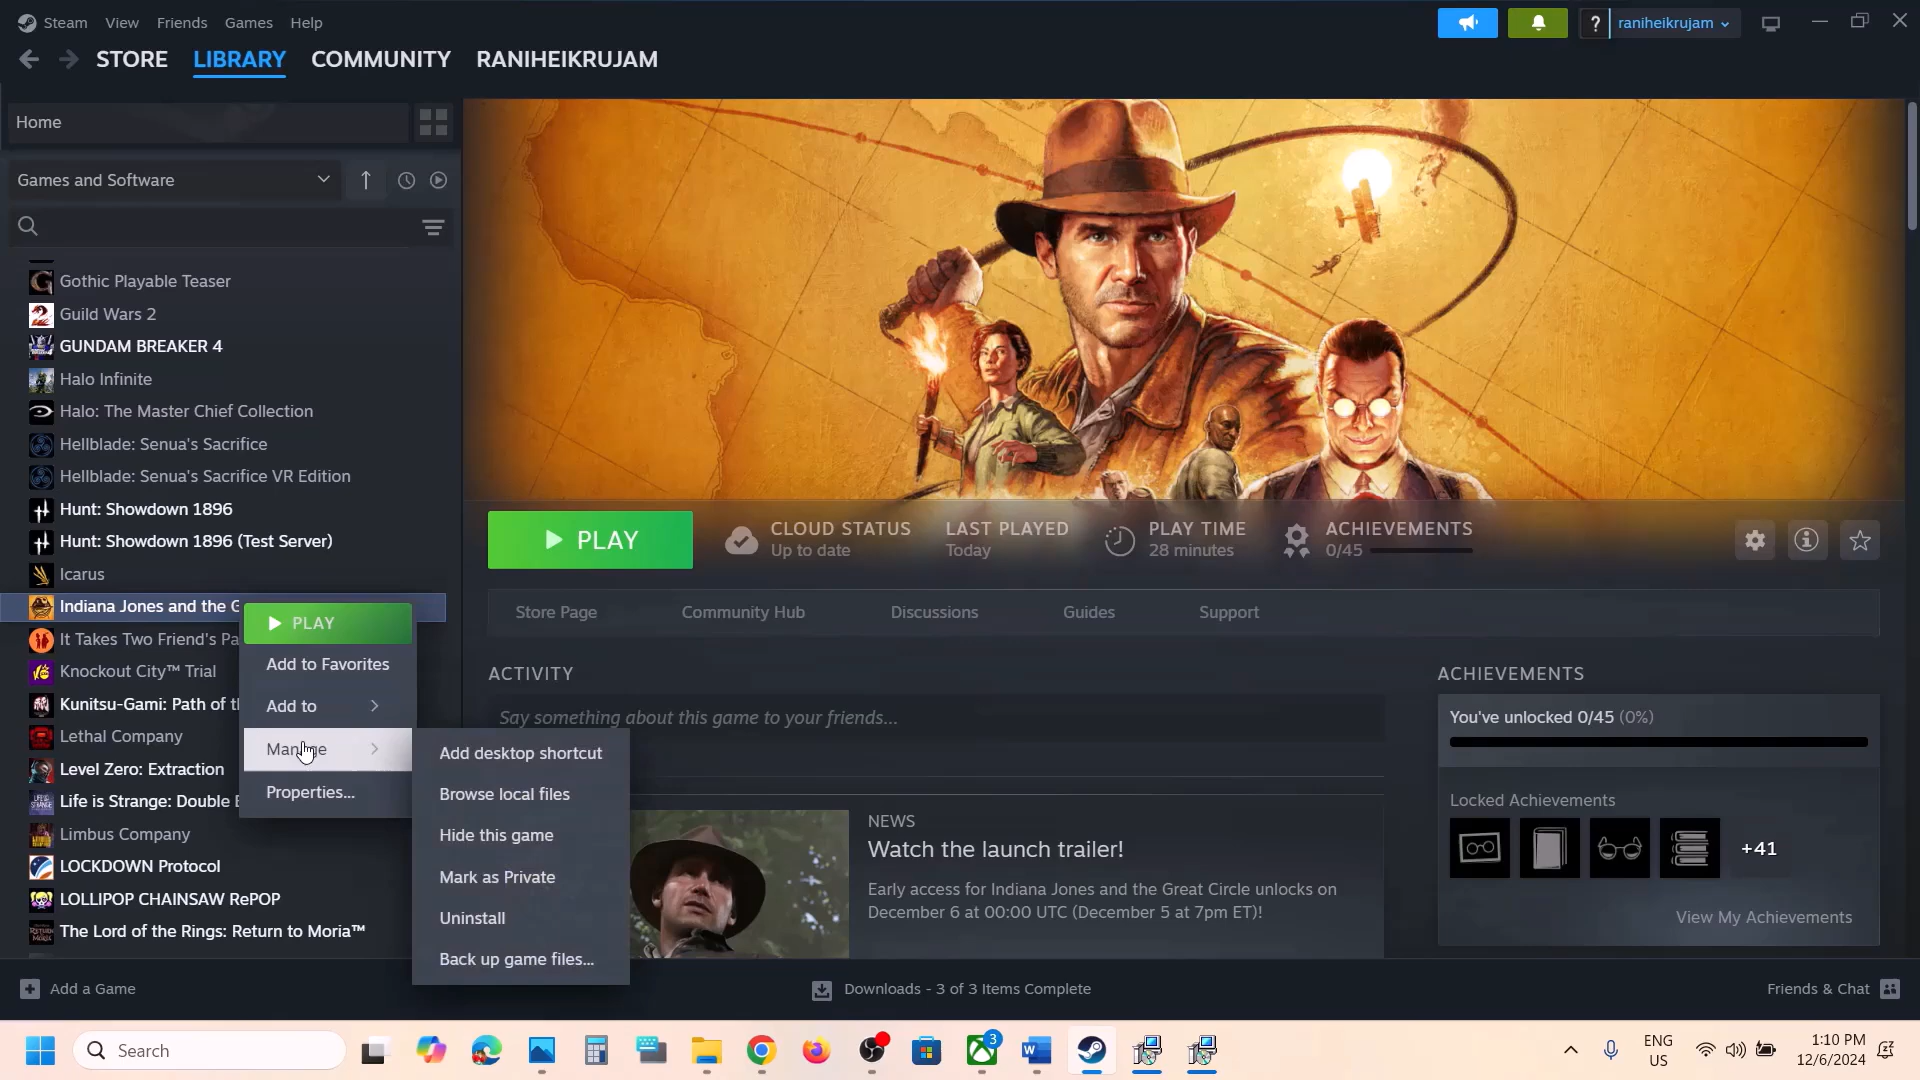 Steam View Friends Games Help
raniheikrujam
STORE LIBRARY COMMUNITY RANIHEIKRUJAM
Home
Games and Software
Gothic Playable Teaser
Guild Wars 2
GUNDAM BREAKER 4
Halo Infinite
Halo: The Master Chief Collection
Hellblade: Senua's Sacrifice
Hellblade: Senua's Sacrifice VR Edition
Hunt: Showdown 1896
Hunt: Showdown 1896 (Test Server)
Icarus
Indiana Jones and the G
It Takes Two Friend's Pa
Knockout City™ Trial
Kunitsu-Gami: Path of th
Lethal Company
Level Zero: Extraction
Life is Strange: Double E
Limbus Company
LOCKDOWN Protocol
LOLLIPOP CHAINSAW RePOP
The Lord of the Rings: Return to Moria™
PLAY
Add to Favorites
Add to
Manage
Properties...
Add desktop shortcut
Browse local files
Hide this game
Mark as Private
Uninstall
Back up game files...
PLAY
CLOUD STATUS
Up to date
LAST PLAYED
Today
PLAY TIME
28 minutes
ACHIEVEMENTS
0/45
Store Page Community Hub Discussions Guides Support
ACTIVITY
Say something about this game to your friends...
NEWS
Watch the launch trailer!
Early access for Indiana Jones and the Great Circle unlocks on
December 6 at 00:00 UTC (December 5 at 7pm ET)!
ACHIEVEMENTS
You've unlocked 0/45 (0%)
Locked Achievements
+41
View My Achievements
Add a Game
Downloads - 3 of 3 Items Complete
Friends & Chat
Search
3
ENG
US
1:10 PM
12/6/2024